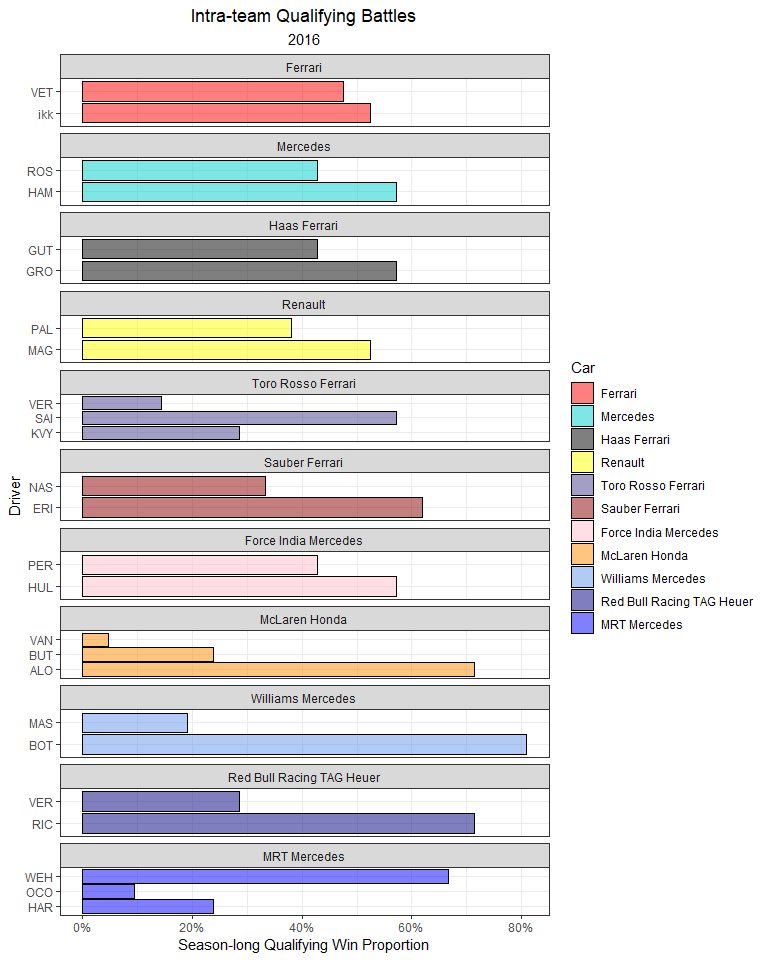 Intra-team Qualifying Battles
2016
Ferrari
VET
ikk
Mercedes
ROS
HAM
Haas Ferrari
GUT
GRO
Renault
PAL
MAG
Toro Rosso Ferrari
VER
SAI
KVY
Sauber Ferrari
NAS
ERI
Force India Mercedes
PER
HUL
McLaren Honda
VAN
BUT
ALO
Williams Mercedes
MAS
BOT
Red Bull Racing TAG Heuer
VER
RIC
MRT Mercedes
WEH
OCO
HAR
0% 20% 40% 60% 80%
Season-long Qualifying Win Proportion
Driver
Car
Ferrari
Mercedes
Haas Ferrari
Renault
Toro Rosso Ferrari
Sauber Ferrari
Force India Mercedes
McLaren Honda
Williams Mercedes
Red Bull Racing TAG Heuer
MRT Mercedes